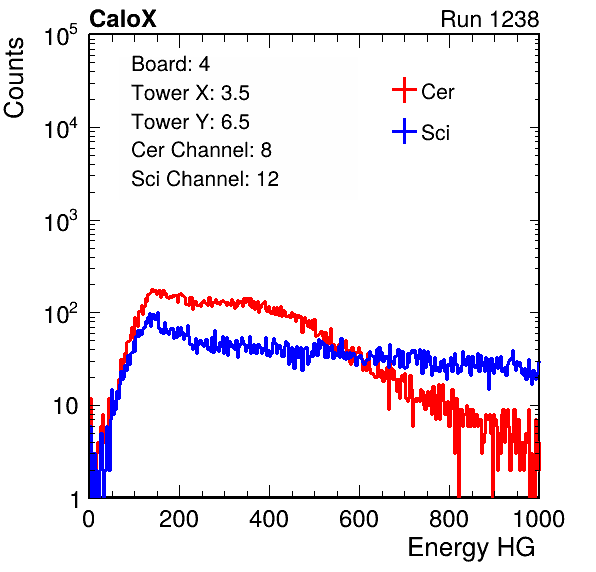 CaloX Run 1238
Counts
10^5
10^4
10^3
10^2
10
1
Board: 4
Tower X: 3.5
Tower Y: 6.5
Cer Channel: 8
Sci Channel: 12
Cer
Sci
0 200 400 600 800 1000
Energy HG